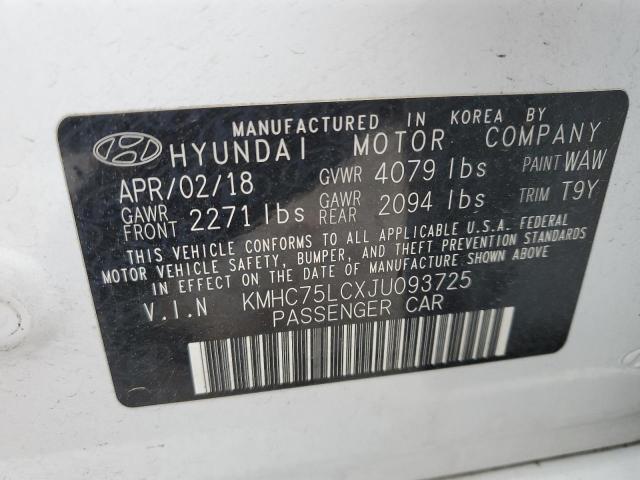 MANUFACTURED IN KOREA BY
HYUNDAI MOTOR COMPANY
APR/02/18 GVWR 4079 lbs PAINT WAW
GAWR FRONT 2271 lbs GAWR REAR 2094 lbs TRIM T9Y
THIS VEHICLE CONFORMS TO ALL APPLICABLE U.S.A. FEDERAL
MOTOR VEHICLE SAFETY, BUMPER, AND THEFT PREVENTION STANDARDS
IN EFFECT ON THE DATE OF MANUFACTURE SHOWN ABOVE.
V.I.N KMHC75LCXJU093725
PASSENGER CAR